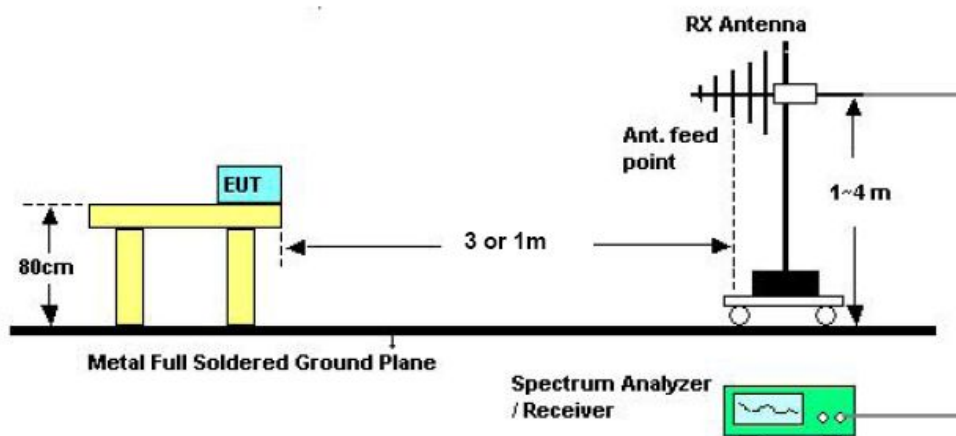 RX Antenna
Ant. feed
point
EUT
1~4 m
3 or 1m
80cm
Metal Full Soldered Ground Plane
Spectrum Analyzer
/ Receiver